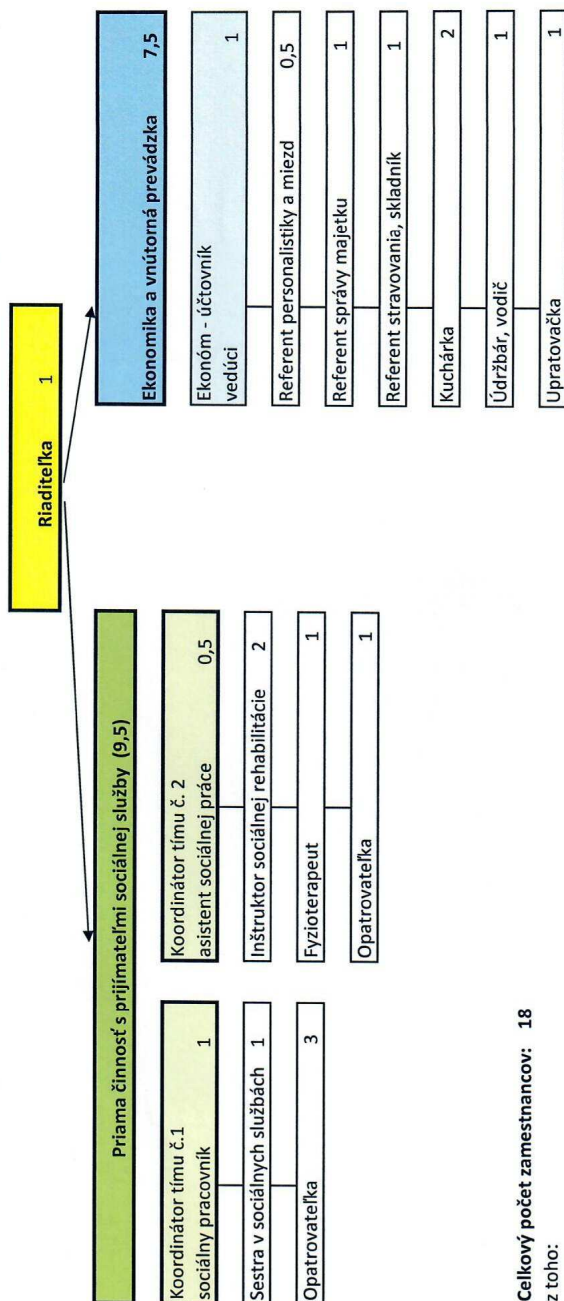 Riaditeľka 1
Priama činnosť s prijímateľmi sociálnej služby (9,5)
Koordinátor tímu č.1
sociálny pracovník 1
Sestra v sociálnych službách 1
Opatrovateľka 3
Koordinátor tímu č. 2
asistent sociálnej práce 0,5
Inštruktor sociálnej rehabilitácie 2
Fyzioterapeut 1
Opatrovateľka 1
Ekonomika a vnútorná prevádzka 7,5
Ekonóm - účtovník
vedúci 1
Referent personalistiky a miezd 0,5
Referent správy majetku 1
Referent stravovania, skladník 1
Kuchárka 2
Údržbár, vodič 1
Upratovačka 1
Celkový počet zamestnancov: 18
z toho: